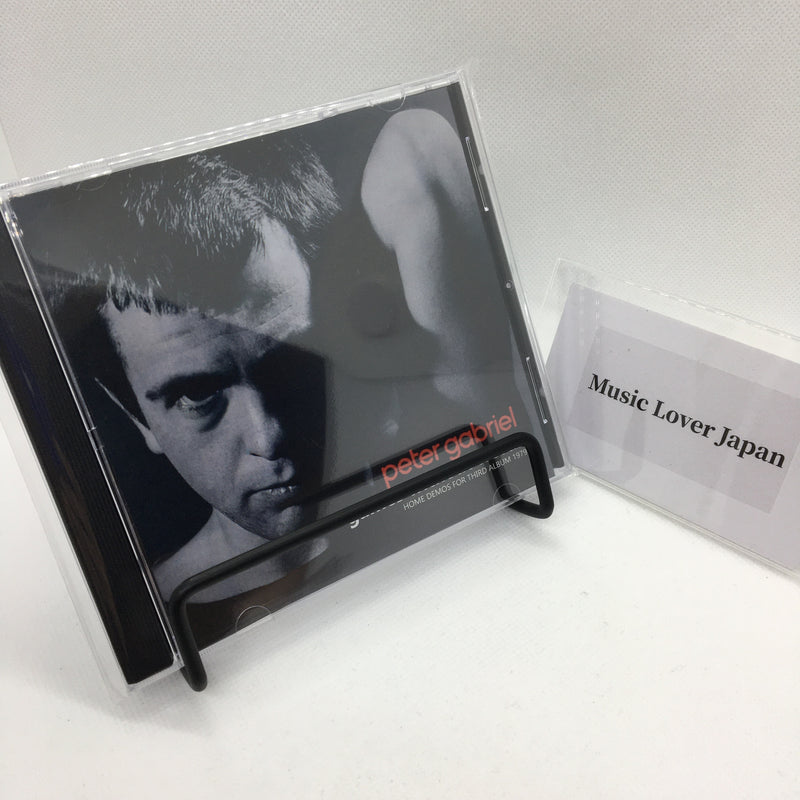 peter gabriel
HOME DEMOS FOR THIRD ALBUM 1979
Music Lover Japan